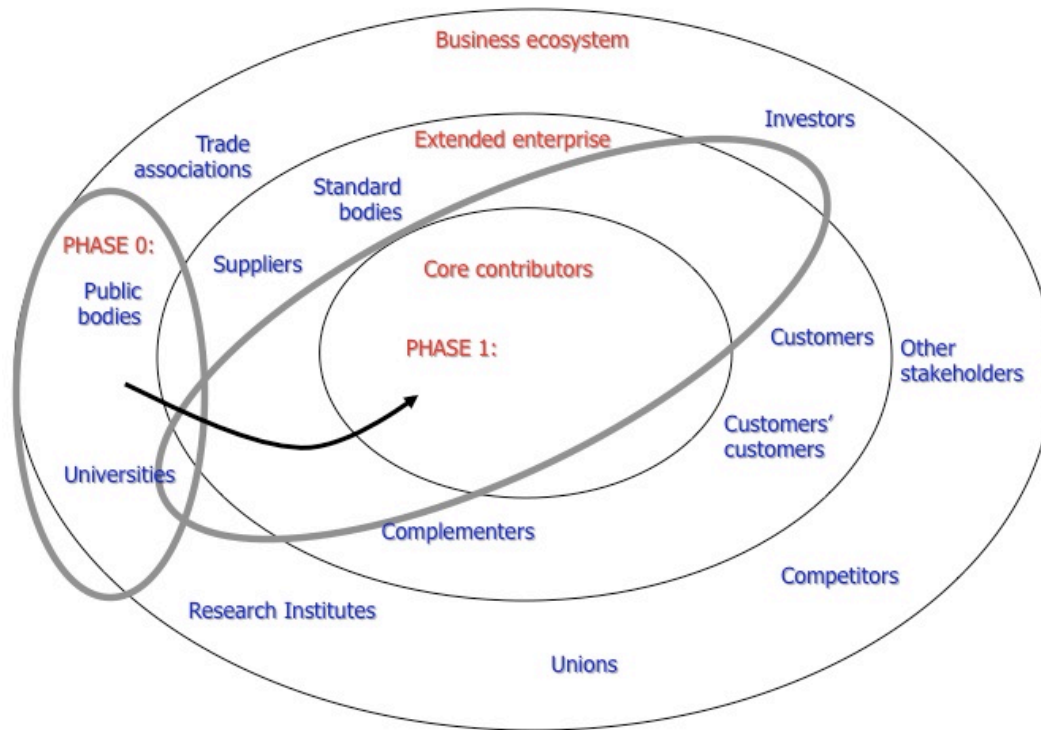 Business ecosystem
Investors
Trade
associations
Extended enterprise
Standard
bodies
PHASE 0:
Suppliers
Core contributors
Public
bodies
PHASE 1:
Customers
Other
stakeholders
Customers’
customers
Universities
Complementers
Competitors
Research Institutes
Unions